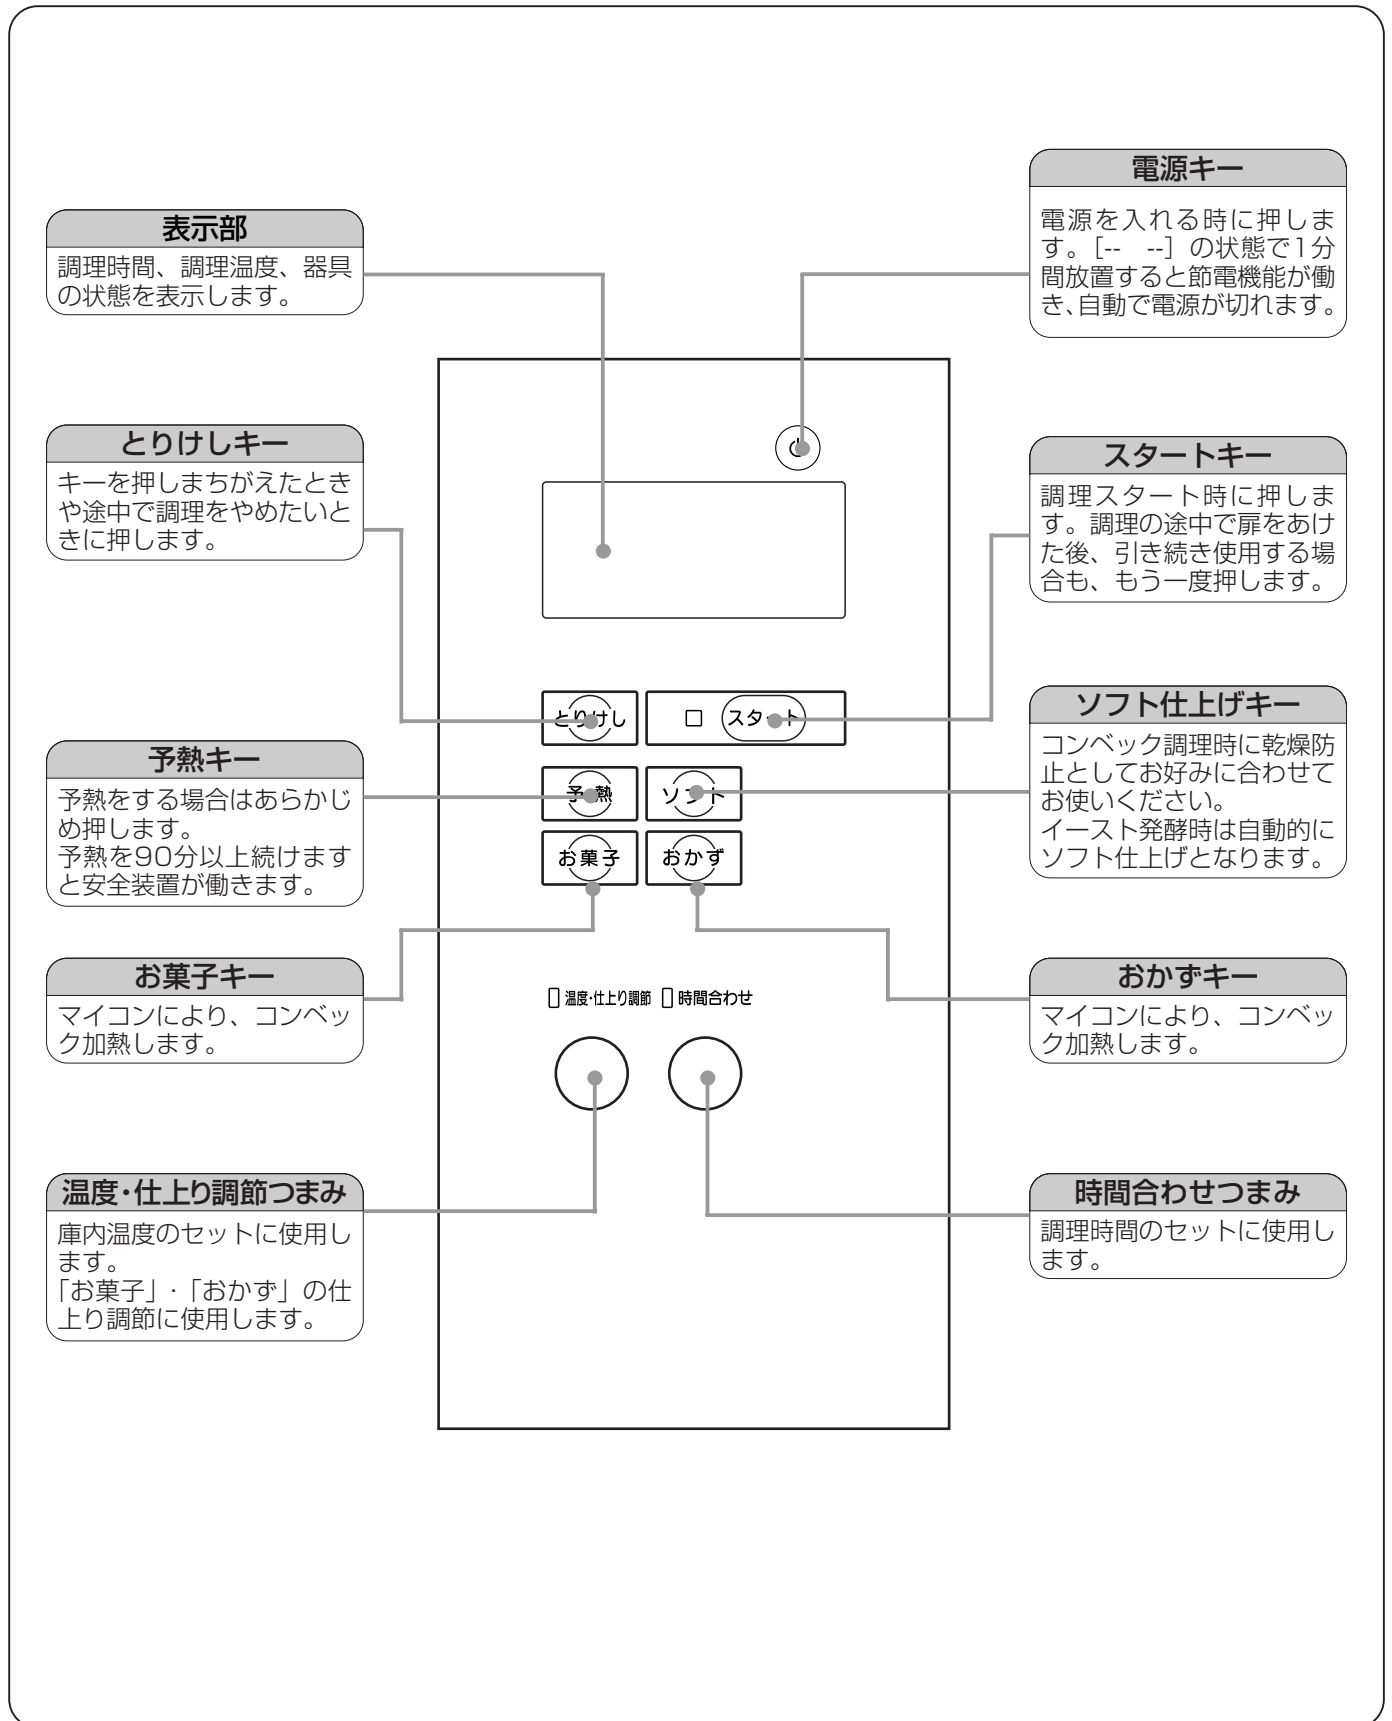 表示部
調理時間、調理温度、器具
の状態を表示します。
とりけしキー
キーを押しまちがえたとき
や途中で調理をやめたいと
きに押します。
予熱キー
予熱をする場合はあらかじ
め押します。
予熱を90分以上続けます
と安全装置が働きます。
お菓子キー
マイコンにより、コンベッ
ク加熱します。
温度・仕上り調節つまみ
庫内温度のセットに使用し
ます。
「お菓子」・「おかず」の仕
上り調節に使用します。
とりけし
スタート
予熱
ソフト
お菓子
おかず
温度・仕上り調節
時間合わせ
電源キー
電源を入れる時に押しま
す。[-- --]の状態で1分
間放置すると節電機能が働
き、自動で電源が切れます。
スタートキー
調理スタート時に押しま
す。調理の途中で扉をあけ
た後、引き続き使用する場
合も、もう一度押します。
ソフト仕上げキー
コンベック調理時に乾燥防
止としてお好みに合わせて
お使いください。
イースト発酵時は自動的に
ソフト仕上げとなります。
おかずキー
マイコンにより、コンベッ
ク加熱します。
時間合わせつまみ
調理時間のセットに使用し
ます。